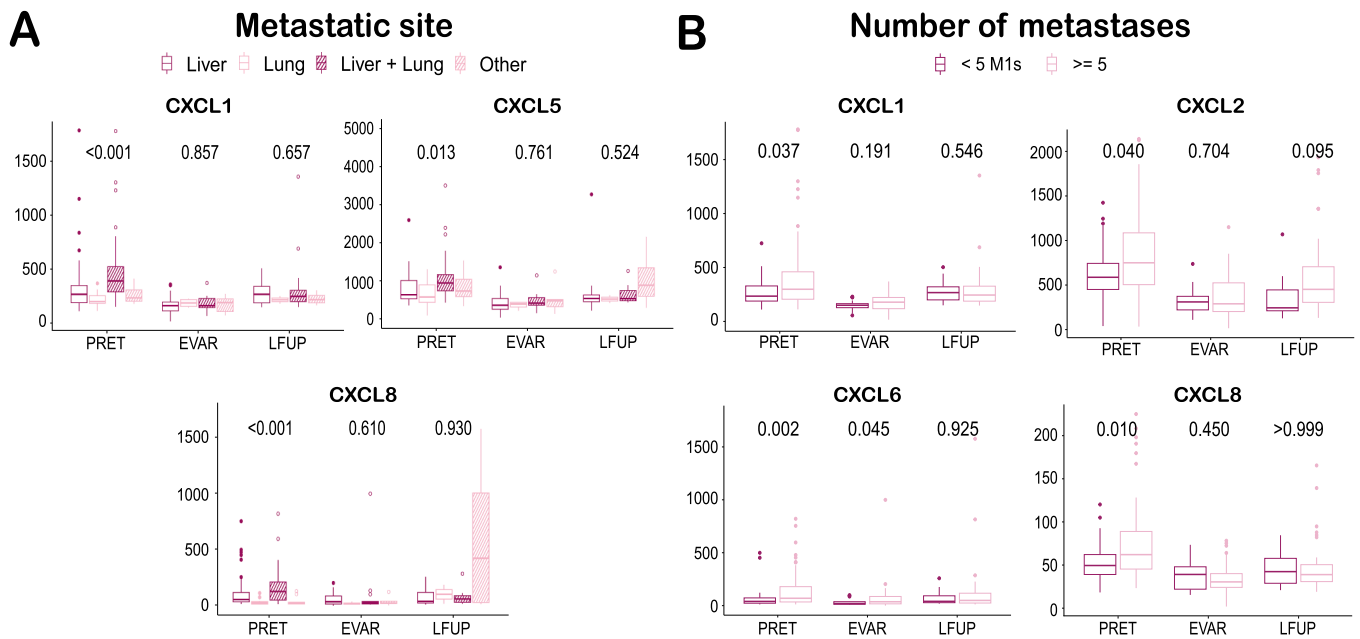 A
Metastatic site
Liver Lung Liver + Lung Other
CXCL1
1500
1000
500
0
<0.001 0.857 0.657
PRET EVAR LFUP
CXCL5
5000
4000
3000
2000
1000
0
0.013 0.761 0.524
PRET EVAR LFUP
CXCL8
1500
1000
500
0
<0.001 0.610 0.930
PRET EVAR LFUP
B
Number of metastases
< 5 M1s >= 5
CXCL1
1500
1000
500
0
0.037 0.191 0.546
PRET EVAR LFUP
CXCL2
2000
1500
1000
500
0
0.040 0.704 0.095
PRET EVAR LFUP
CXCL6
1500
1000
500
0
0.002 0.045 0.925
PRET EVAR LFUP
CXCL8
200
150
100
50
0
0.010 0.450 >0.999
PRET EVAR LFUP